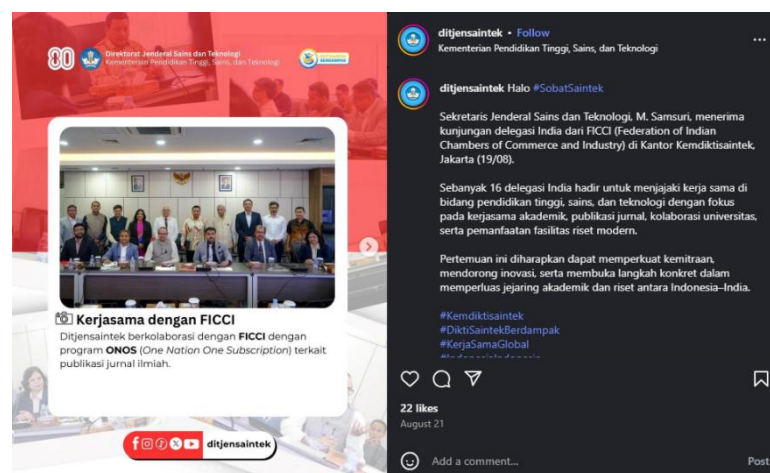 80
Direktorat Jenderal Sains dan Teknologi
Kementerian Pendidikan Tinggi, Sains, dan Teknologi
Kerjasama dengan FICCI
Ditjensaintek berkolaborasi dengan FICCI dengan
program ONOS (One Nation One Subscription) terkait
publikasi jurnal ilmiah.
ditjensaintek
ditjensaintek • Follow
Kementerian Pendidikan Tinggi, Sains, dan Teknologi
ditjensaintek Halo #SobatSaintek
Sekretaris Jenderal Sains dan Teknologi, M. Samsuri, menerima
kunjungan delegasi India dari FICCI (Federation of Indian
Chambers of Commerce and Industry) di Kantor Kemdiktisaintek,
Jakarta (19/08).
Sebanyak 16 delegasi India hadir untuk menjajaki kerja sama di
bidang pendidikan tinggi, sains, dan teknologi dengan fokus
pada kerjasama akademik, publikasi jurnal, kolaborasi universitas,
serta pemanfaatan fasilitas riset modern.
Pertemuan ini diharapkan dapat memperkuat kemitraan,
mendorong inovasi, serta membuka langkah konkret dalam
memperluas jejaring akademik dan riset antara Indonesia–India.
#Kemdiktisaintek
#DiktiSaintekBerdampak
#KerjaSamaGlobal
22 likes
August 21
Add a comment...
Post